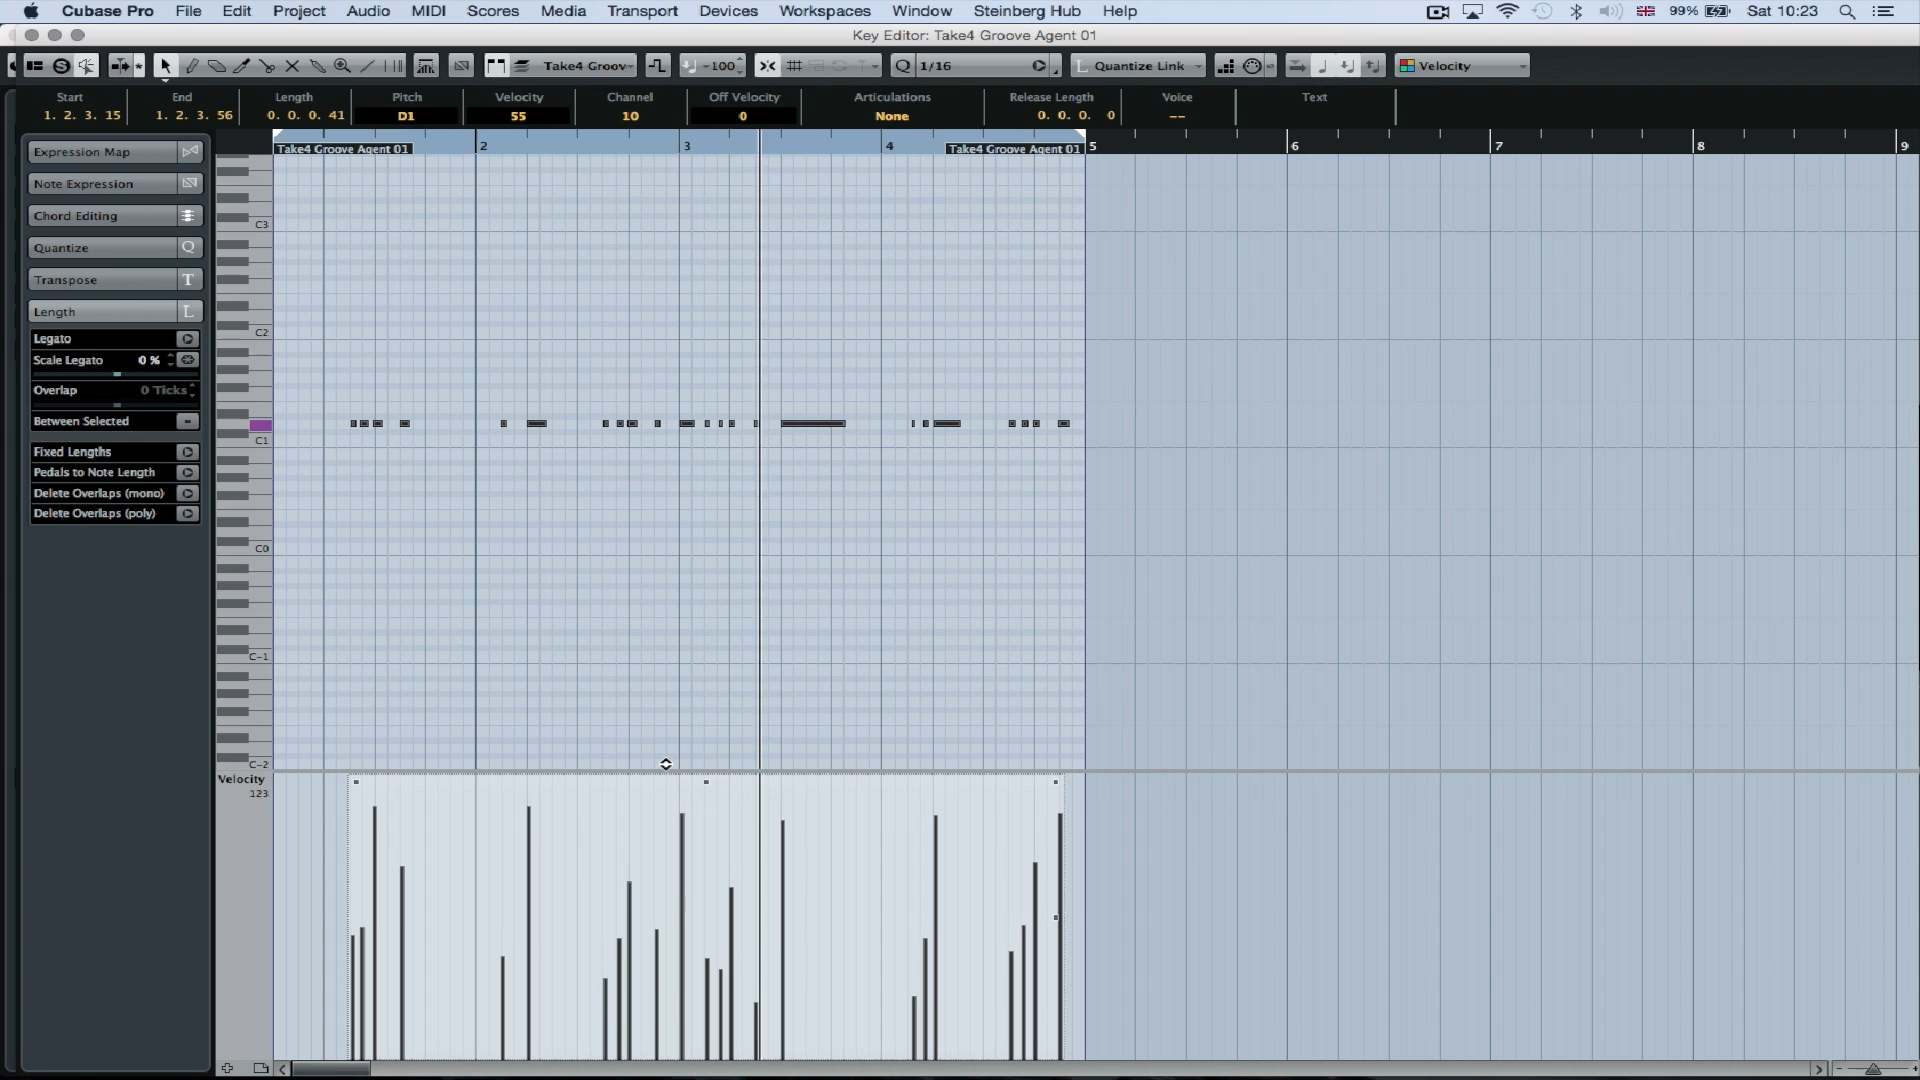 Cubase Pro File Edit Project Audio MIDI Scores Media Transport Devices Workspaces Window Steinberg Hub Help 99% Sat 10:23
Key Editor: Take4 Groove Agent 01
S Take4 Groov 100 Q 1/16 L Quantize Link Velocity
Start End Length Pitch Velocity Channel Off Velocity Articulations Release Length Voice Text
1. 2. 3. 15 1. 2. 3. 56 0. 0. 0. 41 D1 55 10 0 None 0. 0. 0. 0 --
Take4 Groove Agent 01 2 3 4 Take4 Groove Agent 01 5 6 7 8 9
Expression Map
Note Expression
Chord Editing
Quantize Q
Transpose T
Length L
Legato
Scale Legato 0 %
Overlap 0 Ticks
Between Selected
Fixed Lengths
Pedals to Note Length
Delete Overlaps (mono)
Delete Overlaps (poly)
C3
C2
C1
C0
C-1
C-2
Velocity
123